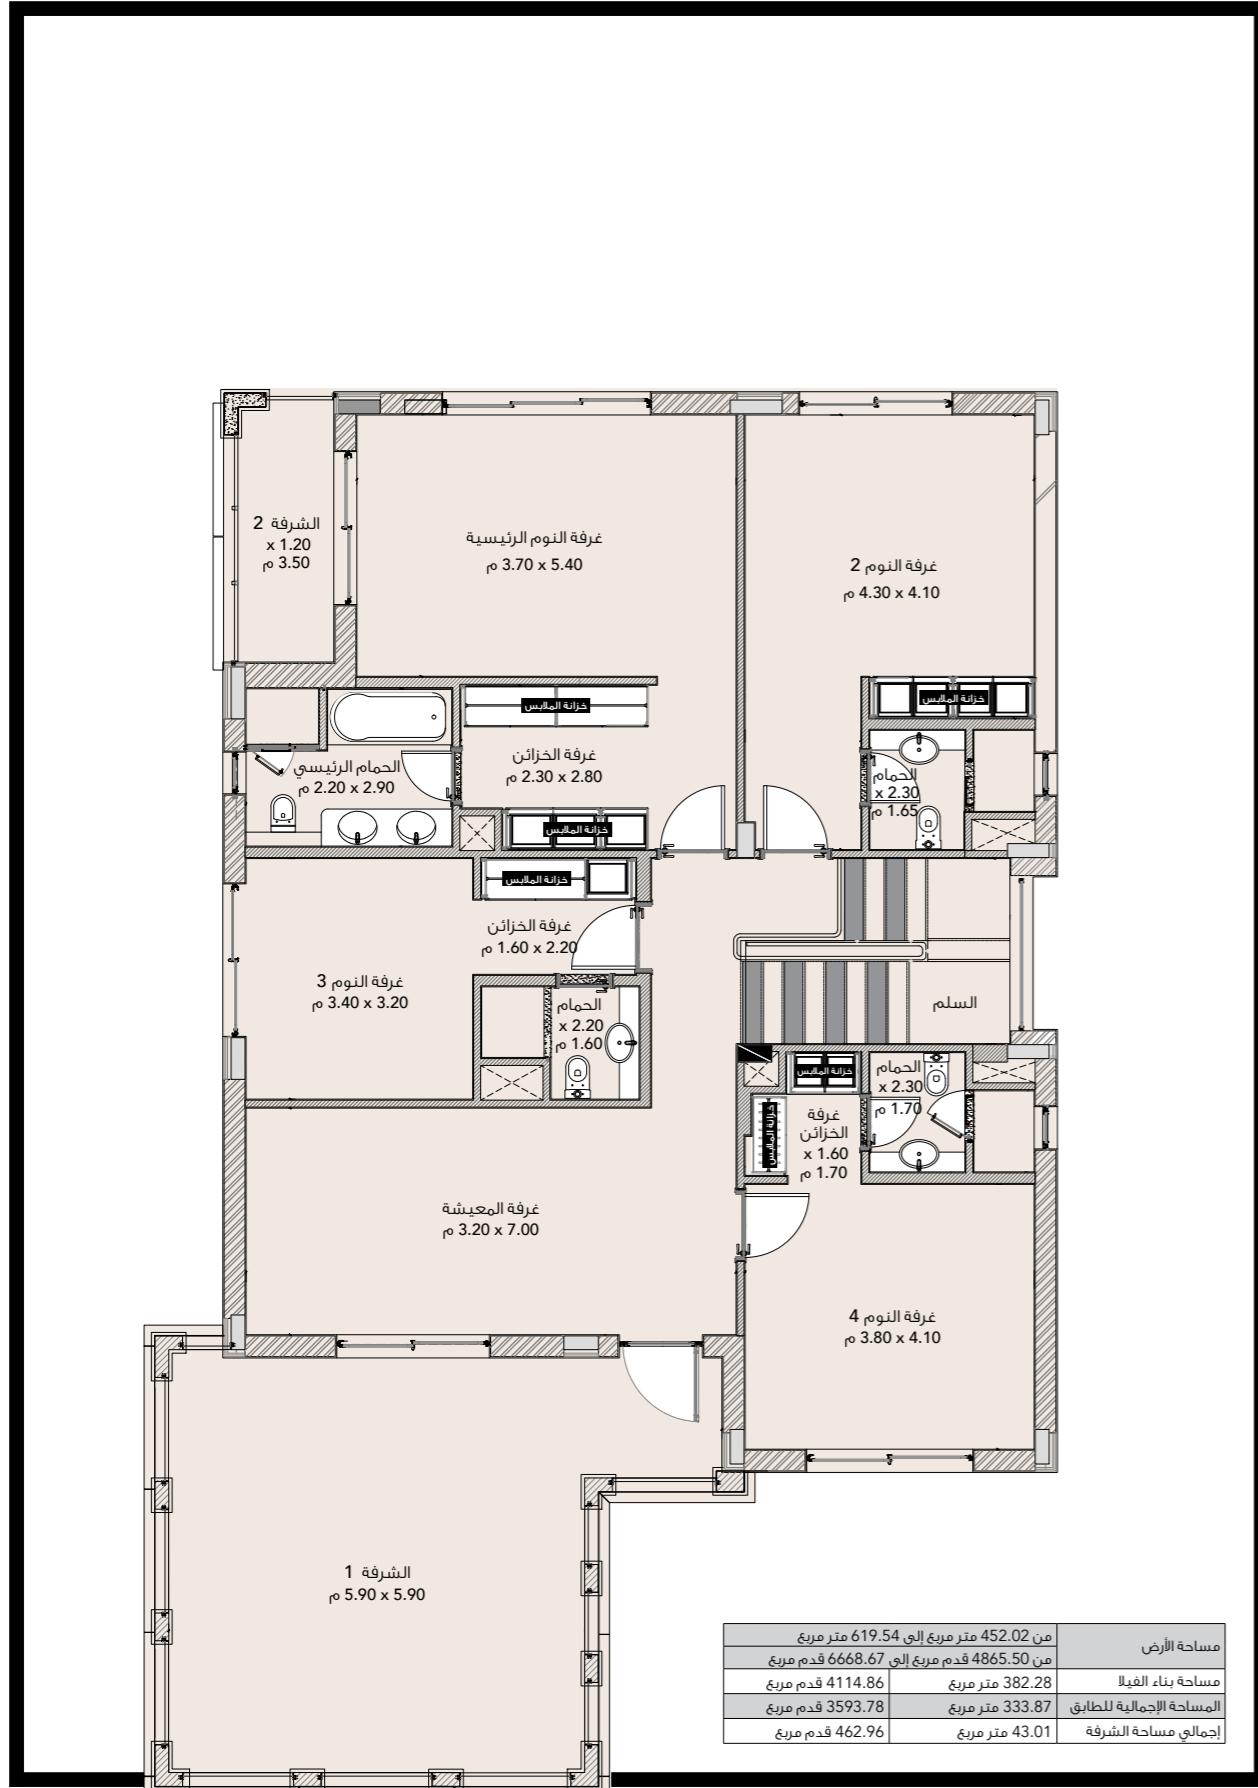 الشرفة 2
1.20 x
3.50 م
غرفة النوم الرئيسية
5.40 x 3.70 م
غرفة النوم 2
4.10 x 4.30 م
خزانة الملابس
خزانة الملابس
غرفة الخزائن
2.80 x 2.30 م
الحمام الرئيسي
2.90 x 2.20 م
الحمام
2.30 x
1.65 م
خزانة الملابس
خزانة الملابس
غرفة الخزائن
2.20 x 1.60 م
غرفة النوم 3
3.20 x 3.40 م
الحمام
2.20 x
1.60 م
السلم
خزانة الملابس
الحمام
2.30 x
1.70 م
خزانة الملابس
غرفة
الخزائن
1.60 x
1.70 م
غرفة المعيشة
7.00 x 3.20 م
غرفة النوم 4
4.10 x 3.80 م
الشرفة 1
5.90 x 5.90 م
مساحة الأرض
من 452.02 متر مربع إلى 619.54 متر مربع
من 4865.50 قدم مربع إلى 6668.67 قدم مربع
مساحة بناء الفيلا 382.28 متر مربع 4114.86 قدم مربع
المساحة الإجمالية للطابق 333.87 متر مربع 3593.78 قدم مربع
إجمالي مساحة الشرفة 43.01 متر مربع 462.96 قدم مربع